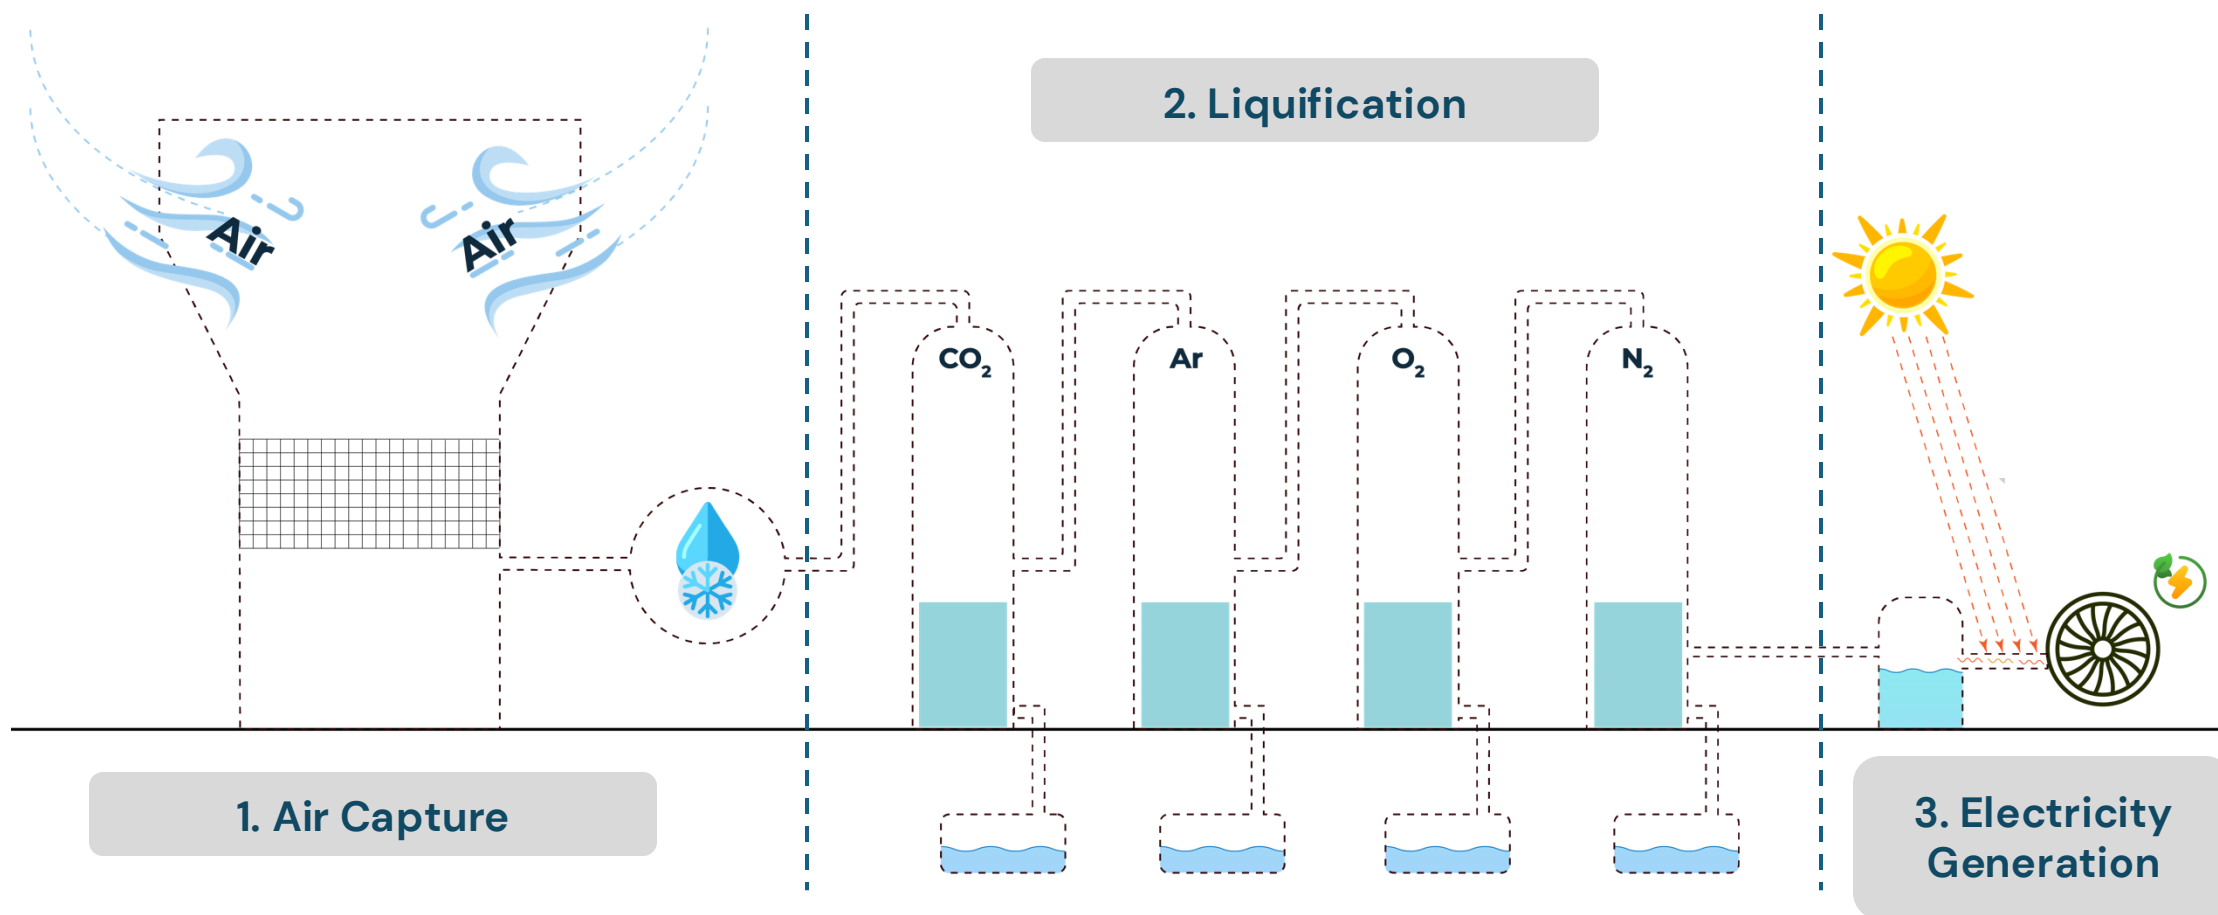 2. Liquification
Air
Air
CO₂
Ar
O₂
N₂
1. Air Capture
3. Electricity
Generation